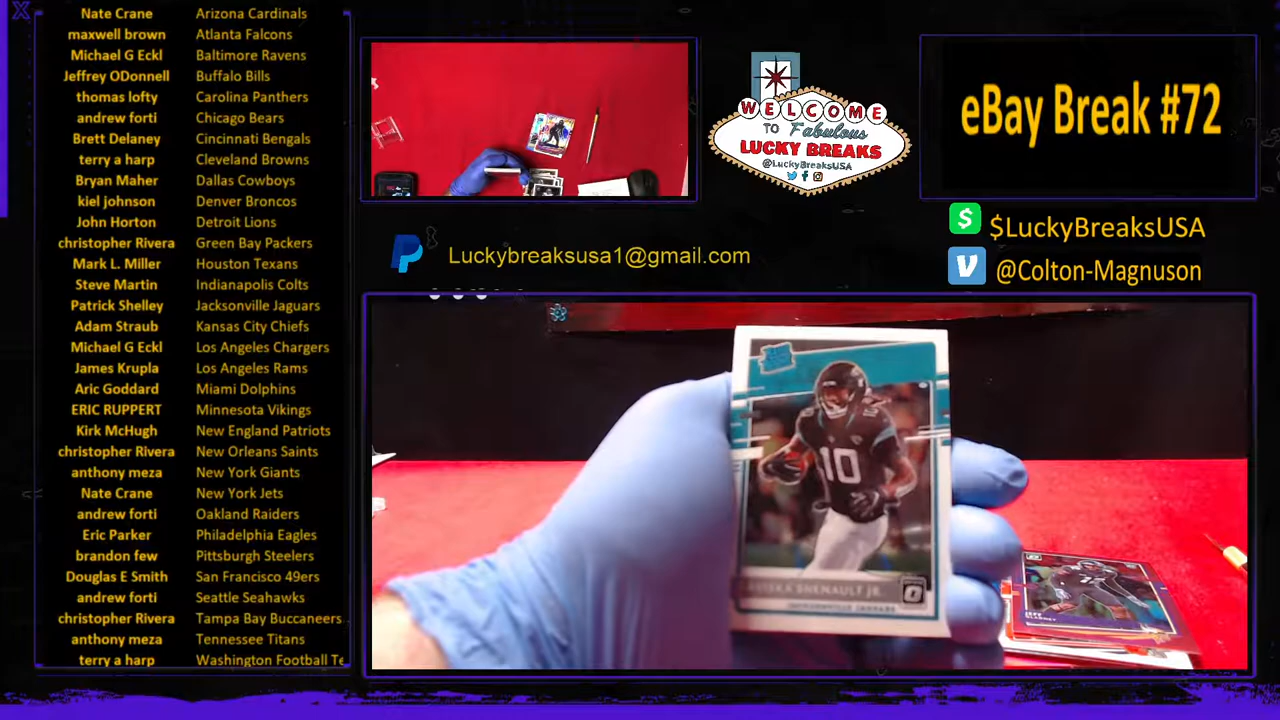 X
Nate Crane Arizona Cardinals
maxwell brown Atlanta Falcons
Michael G Eckl Baltimore Ravens
Jeffrey ODonnell Buffalo Bills
thomas lofty Carolina Panthers
andrew forti Chicago Bears
Brett Delaney Cincinnati Bengals
terry a harp Cleveland Browns
Bryan Maher Dallas Cowboys
kiel johnson Denver Broncos
John Horton Detroit Lions
christopher Rivera Green Bay Packers
Mark L. Miller Houston Texans
Steve Martin Indianapolis Colts
Patrick Shelley Jacksonville Jaguars
Adam Straub Kansas City Chiefs
Michael G Eckl Los Angeles Chargers
James Krupla Los Angeles Rams
Aric Goddard Miami Dolphins
ERIC RUPPERT Minnesota Vikings
Kirk McHugh New England Patriots
christopher Rivera New Orleans Saints
anthony meza New York Giants
Nate Crane New York Jets
andrew forti Oakland Raiders
Eric Parker Philadelphia Eagles
brandon few Pittsburgh Steelers
Douglas E Smith San Francisco 49ers
andrew forti Seattle Seahawks
christopher Rivera Tampa Bay Buccaneers
anthony meza Tennessee Titans
terry a harp Washington Football Te
WELCOME
TO Fabulous
LUCKY BREAKS
@LuckyBreaksUSA
eBay Break #72
$ $LuckyBreaksUSA
V @Colton-Magnuson
Luckybreaksusa1@gmail.com
10
10
SHENAULT JR.
JACKSONVILLE JAGUARS
JEFF